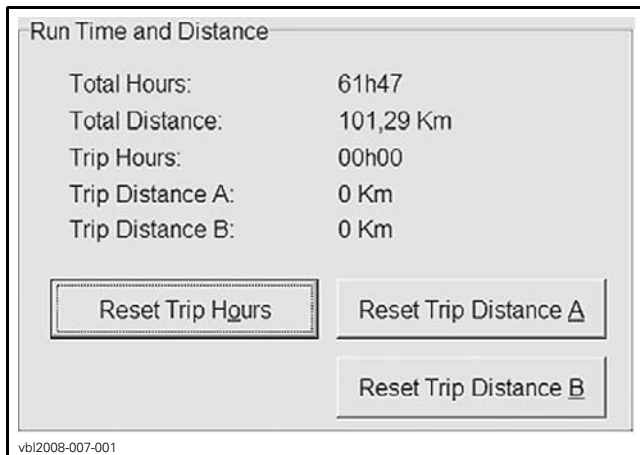 Run Time and Distance
Total Hours: 61h47
Total Distance: 101,29 Km
Trip Hours: 00h00
Trip Distance A: 0 Km
Trip Distance B: 0 Km
Reset Trip Hours Reset Trip Distance A
Reset Trip Distance B
vbl2008-007-001